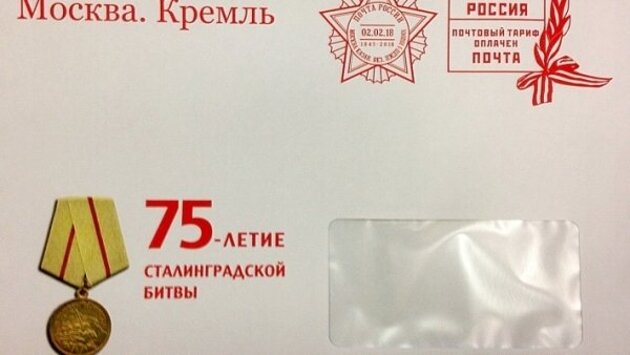 Москва. Кремль
ПОЧТА РОССИИ
02.02.18
1943-2018
РОССИЯ
ПОЧТОВЫЙ ТАРИФ
ОПЛАЧЕН
ПОЧТА
75-ЛЕТИЕ
СТАЛИНГРАДСКОЙ
БИТВЫ